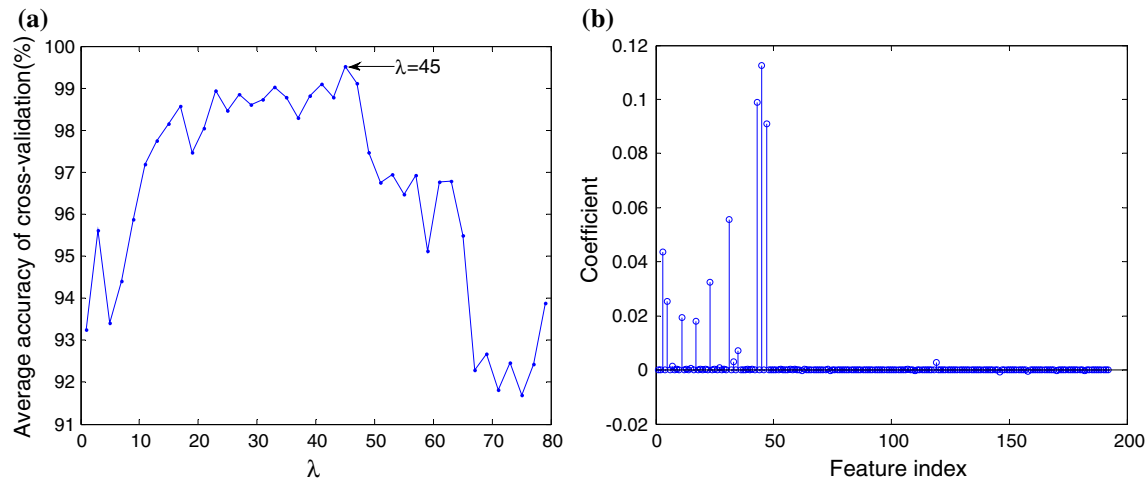 (a)
Average accuracy of cross-validation(%)
100
99
98
97
96
95
94
93
92
91
λ=45
0 10 20 30 40 50 60 70 80
λ
(b)
Coefficient
0.12
0.1
0.08
0.06
0.04
0.02
0
-0.02
0 50 100 150 200
Feature index